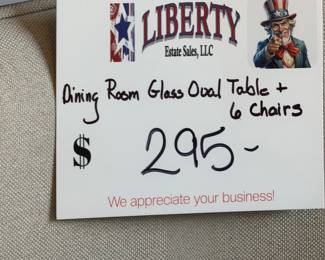 LIBERTY
Estate Sales, LLC
Dining Room Glass Oval Table +
6 Chairs
$ 295-
We appreciate your business!